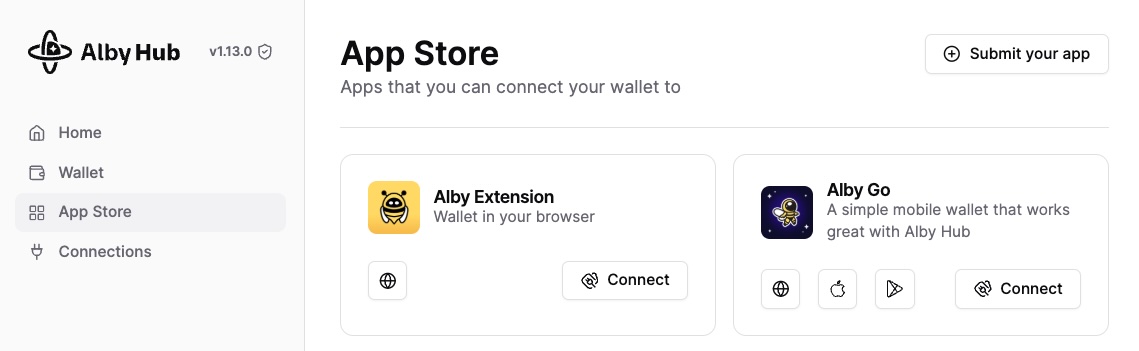 Alby Hub v1.13.0
Home
Wallet
App Store
Connections
App Store
Apps that you can connect your wallet to
Submit your app
Alby Extension
Wallet in your browser
Connect
Alby Go
A simple mobile wallet that works
great with Alby Hub
Connect